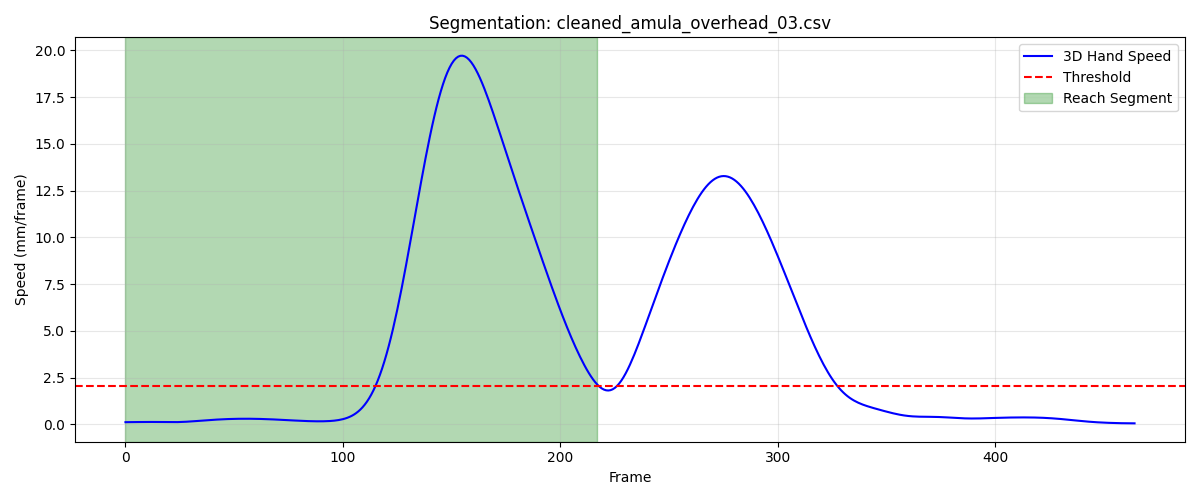 Segmentation: cleaned_amula_overhead_03.csv
3D Hand Speed
Threshold
Reach Segment
Speed (mm/frame)
20.0
17.5
15.0
12.5
10.0
7.5
5.0
2.5
0.0
0 100 200 300 400
Frame